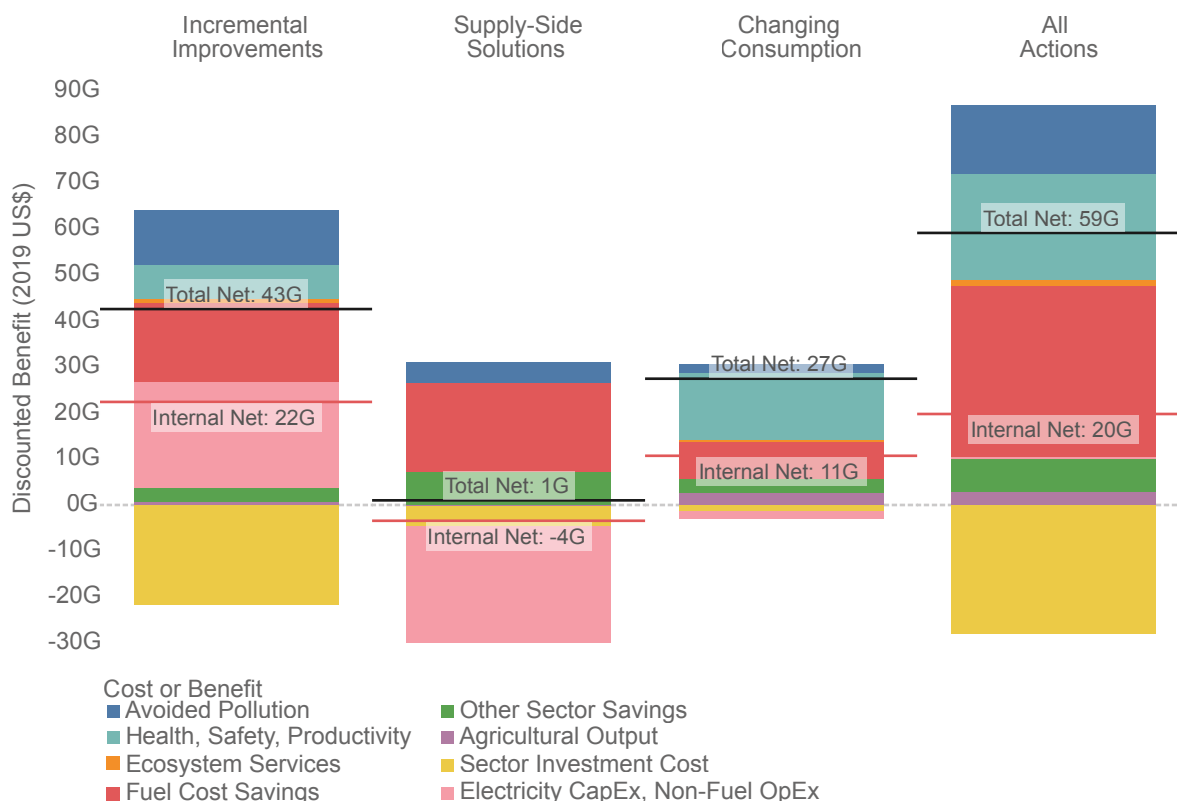 Incremental
Improvements
Supply-Side
Solutions
Changing
Consumption
All
Actions
Discounted Benefit (2019 US$)
90G
80G
70G
60G
50G
40G
30G
20G
10G
0G
-10G
-20G
-30G
Total Net: 43G
Internal Net: 22G
Total Net: 1G
Internal Net: -4G
Total Net: 27G
Internal Net: 11G
Total Net: 59G
Internal Net: 20G
Cost or Benefit
Avoided Pollution
Health, Safety, Productivity
Ecosystem Services
Fuel Cost Savings
Other Sector Savings
Agricultural Output
Sector Investment Cost
Electricity CapEx, Non-Fuel OpEx